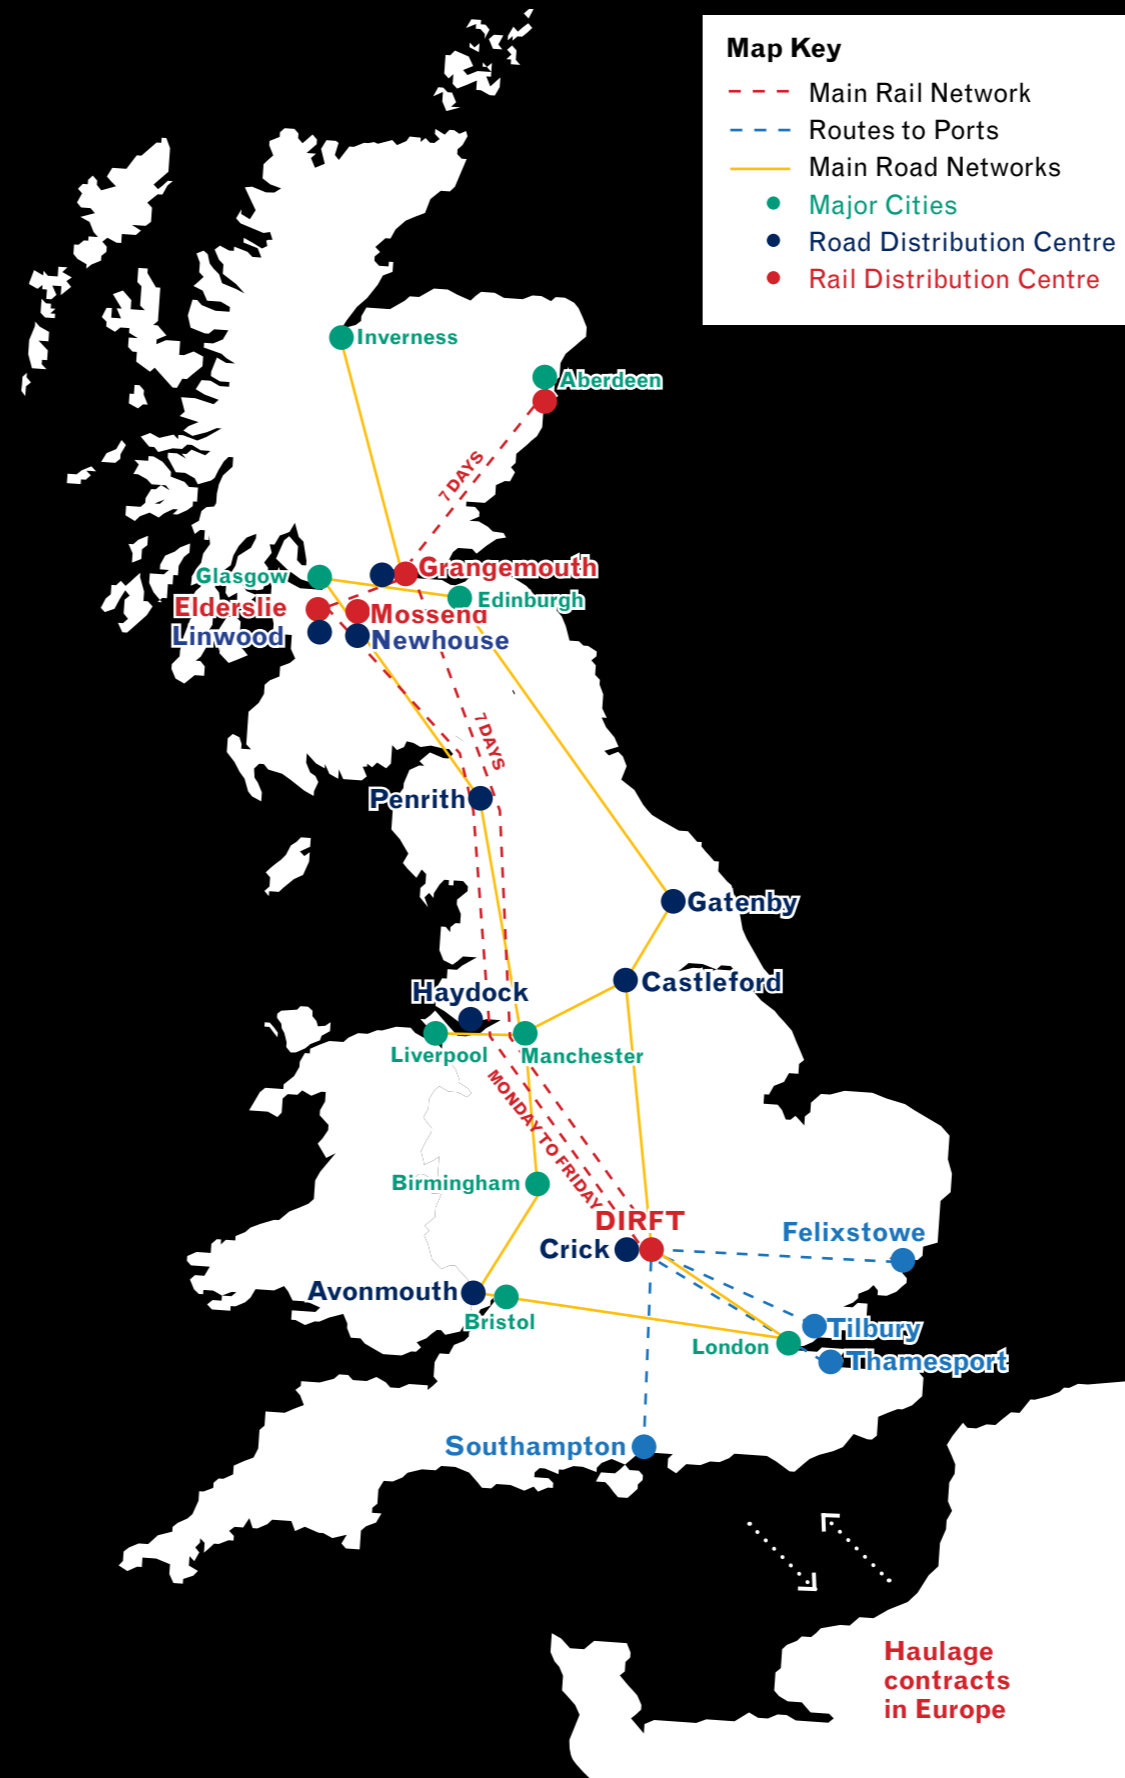 Map Key
Main Rail Network
Routes to Ports
Main Road Networks
Major Cities
Road Distribution Centre
Rail Distribution Centre
Inverness
Aberdeen
7 DAYS
Grangemouth
Glasgow
Edinburgh
Elderslie
Mossend
Linwood
Newhouse
7 DAYS
Penrith
Gatenby
Castleford
Haydock
Liverpool
Manchester
MONDAY TO FRIDAY
Birmingham
DIRFT
Crick
Felixstowe
Avonmouth
Bristol
Tilbury
London
Thamesport
Southampton
Haulage
contracts
in Europe